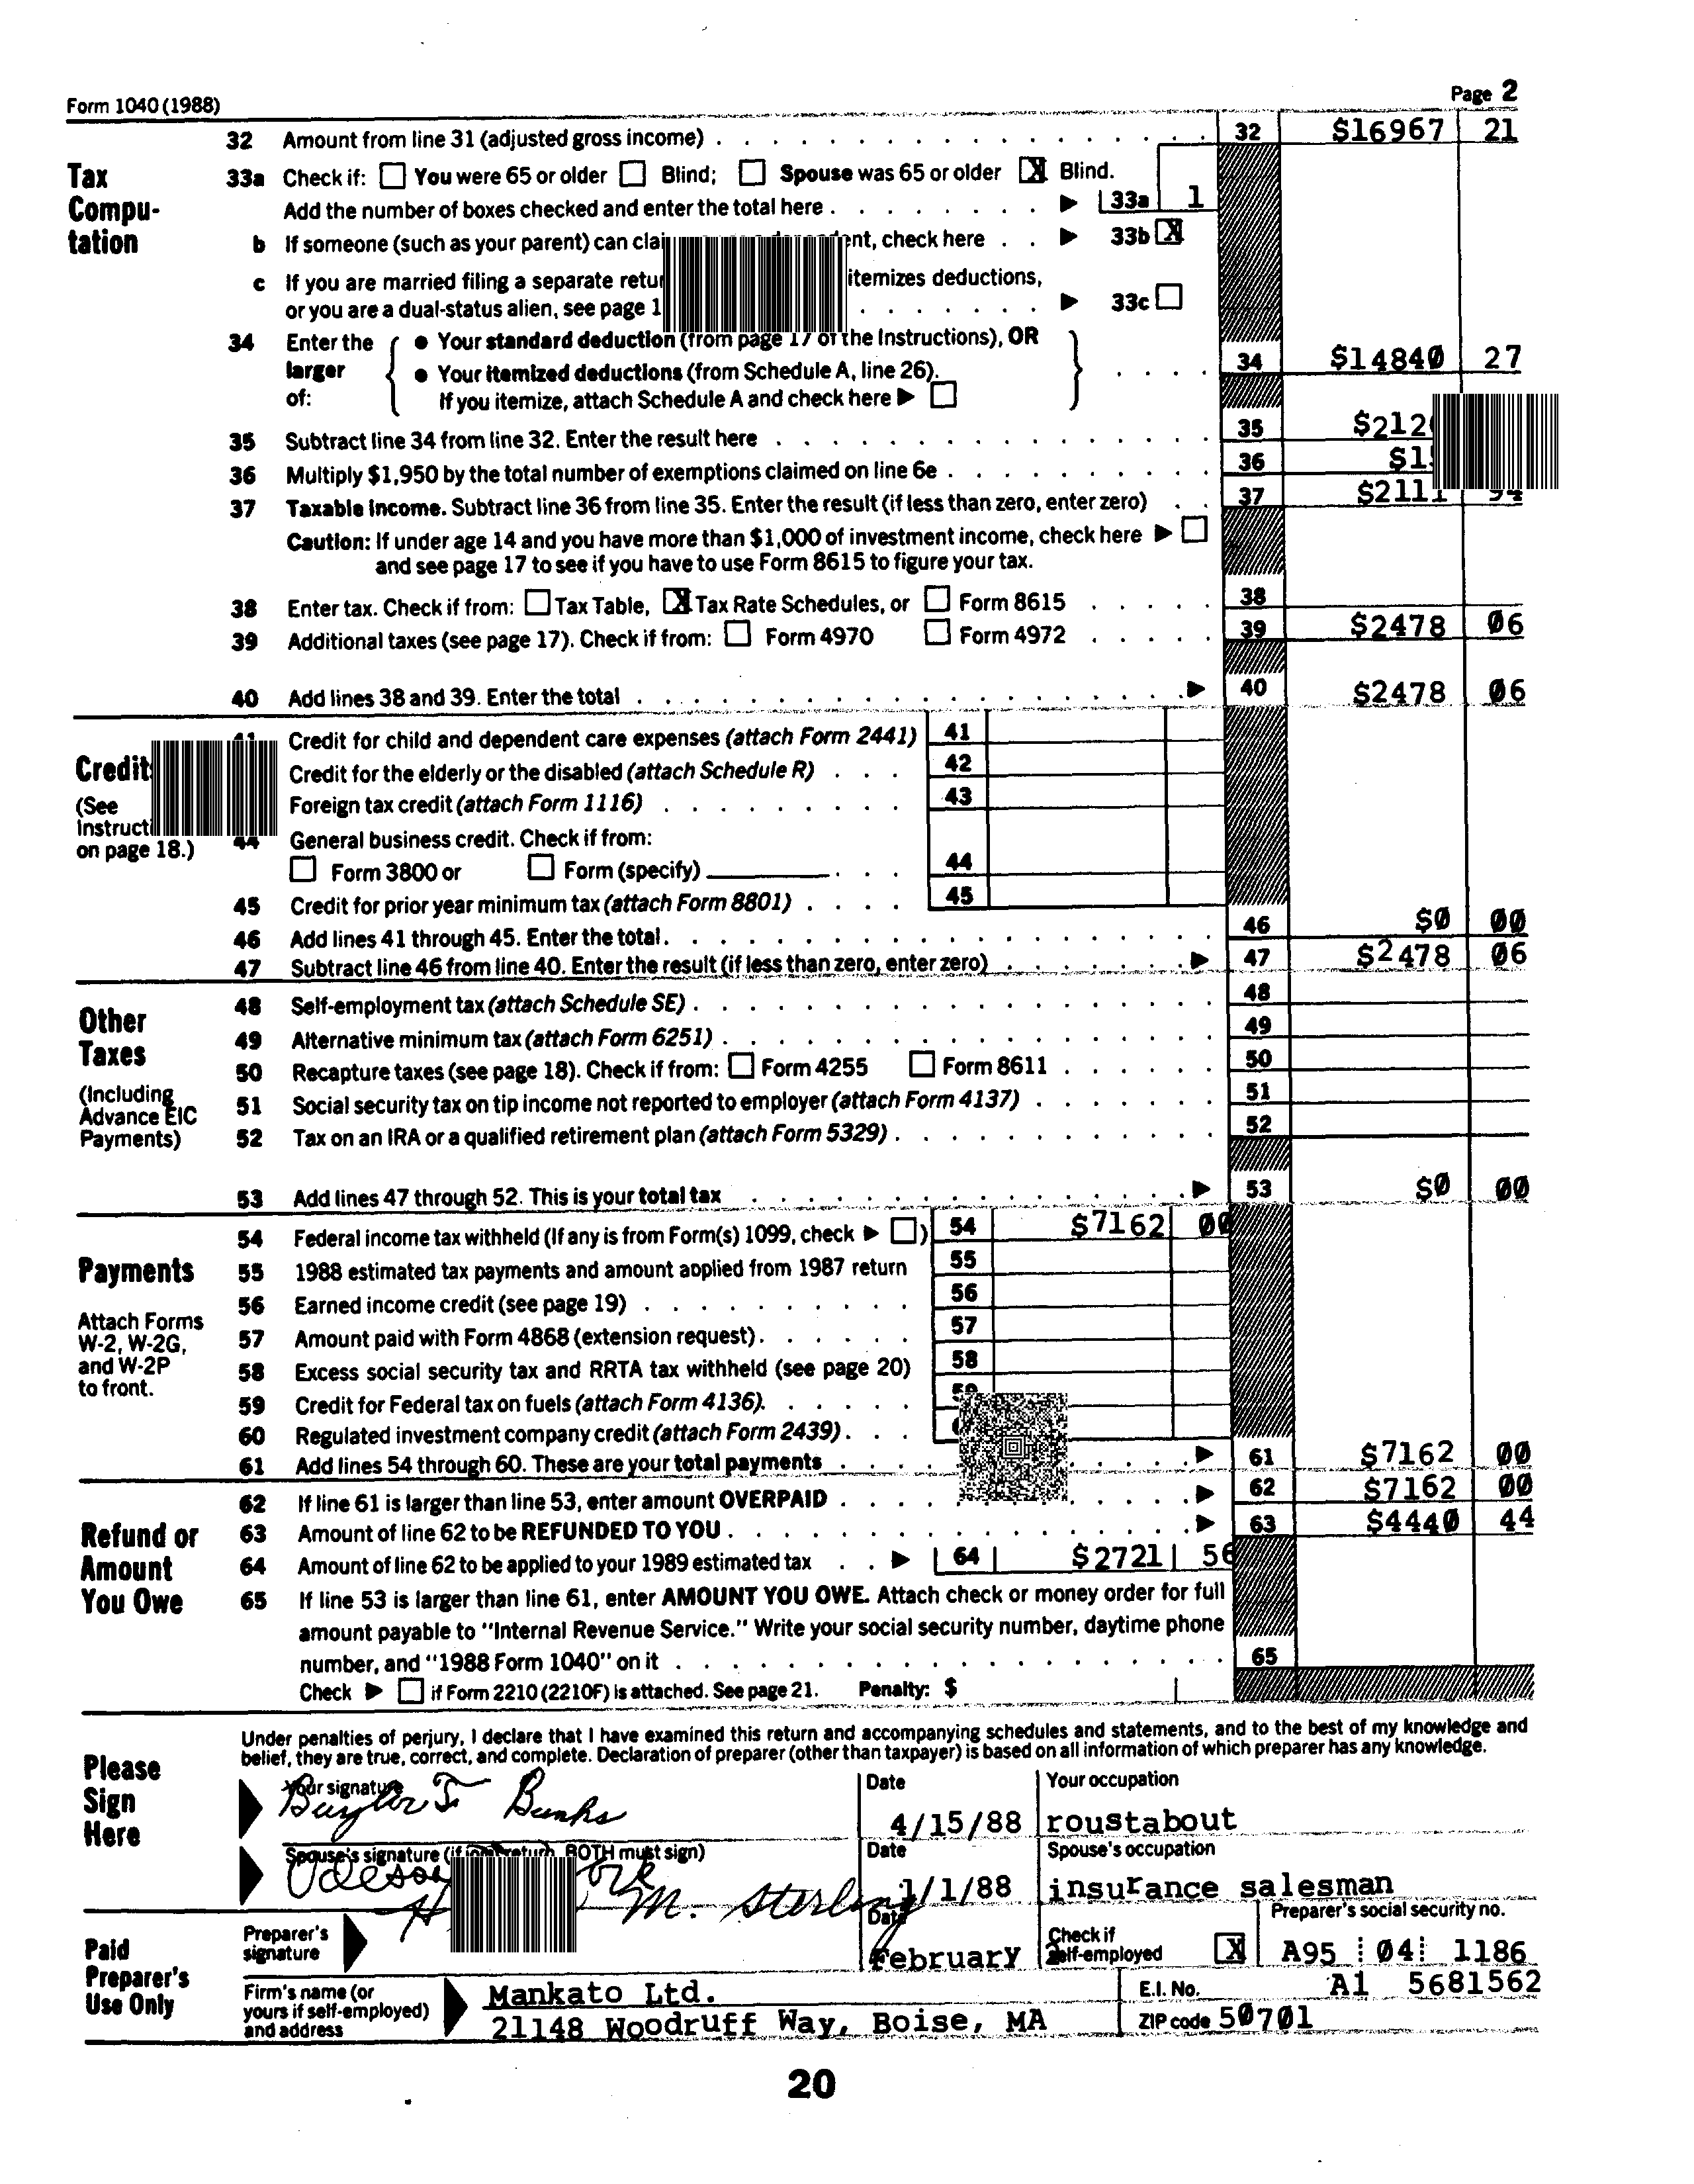 Form 1040 (1988) Page 2
32 Amount from line 31 (adjusted gross income) 32 $16967 21
Tax Compu-tation
33a Check if: You were 65 or older Blind; Spouse was 65 or older X Blind.
Add the number of boxes checked and enter the total here 33a 1
b If someone (such as your parent) can check here 33b X
c If you are married filing a separate itemizes deductions,
or you are a dual-status alien, see page 33c
34 Enter the larger of:
• Your standard deduction (from page 17 of the Instructions), OR
• Your itemized deductions (from Schedule A, line 26).
If you itemize, attach Schedule A and check here
34 $14840 27
35 Subtract line 34 from line 32. Enter the result here 35
36 Multiply $1,950 by the total number of exemptions claimed on line 6e 36
37 Taxable income. Subtract line 36 from line 35. Enter the result (if less than zero, enter zero) 37 $2111
Caution: If under age 14 and you have more than $1,000 of investment income, check here
and see page 17 to see if you have to use Form 8615 to figure your tax.
38 Enter tax. Check if from: Tax Table, X Tax Rate Schedules, or Form 8615 38
39 Additional taxes (see page 17). Check if from: Form 4970 Form 4972 39 $2478 06
40 Add lines 38 and 39. Enter the total 40 $2478 06
(See
on page 18.)
Credit for child and dependent care expenses (attach Form 2441) 41
Credit for the elderly or the disabled (attach Schedule R) 42
Foreign tax credit (attach Form 1116) 43
44 General business credit. Check if from:
Form 3800 or Form (specify) 44
45 Credit for prior year minimum tax (attach Form 8801) 45
46 Add lines 41 through 45. Enter the total. 46 $0 00
47 Subtract line 46 from line 40. Enter the result (if less than zero, enter zero) 47 $2478 06
Other Taxes
(Including Advance EIC Payments)
48 Self-employment tax (attach Schedule SE) 48
49 Alternative minimum tax (attach Form 6251) 49
50 Recapture taxes (see page 18). Check if from: Form 4255 Form 8611 50
51 Social security tax on tip income not reported to employer (attach Form 4137) 51
52 Tax on an IRA or a qualified retirement plan (attach Form 5329) 52
53 Add lines 47 through 52. This is your total tax 53 $0 00
Payments
Attach Forms W-2, W-2G, and W-2P to front.
54 Federal income tax withheld (If any is from Form(s) 1099, check ) 54 $7162 00
55 1988 estimated tax payments and amount applied from 1987 return 55
56 Earned income credit (see page 19) 56
57 Amount paid with Form 4868 (extension request) 57
58 Excess social security tax and RRTA tax withheld (see page 20) 58
59 Credit for Federal tax on fuels (attach Form 4136). 59
60 Regulated investment company credit (attach Form 2439)
61 Add lines 54 through 60. These are your total payments 61 $7162 00
62 If line 61 is larger than line 53, enter amount OVERPAID 62 $7162 00
Refund or Amount You Owe
63 Amount of line 62 to be REFUNDED TO YOU 63 $4440 44
64 Amount of line 62 to be applied to your 1989 estimated tax 64 $2721 56
65 If line 53 is larger than line 61, enter AMOUNT YOU OWE. Attach check or money order for full
amount payable to "Internal Revenue Service." Write your social security number, daytime phone
number, and "1988 Form 1040" on it 65
Check if Form 2210 (2210F) is attached. See page 21. Penalty: $
Please Sign Here
Under penalties of perjury, I declare that I have examined this return and accompanying schedules and statements, and to the best of my knowledge and
belief, they are true, correct, and complete. Declaration of preparer (other than taxpayer) is based on all information of which preparer has any knowledge.
Your signature Date Your occupation
Baylor J Bunks 4/15/88 roustabout
Spouse's signature (if joint return, BOTH must sign) Date Spouse's occupation
1/1/88 insurance salesman
M. Sterling
Paid Preparer's Use Only
Preparer's signature Date February Check if self-employed X Preparer's social security no. A95 04 1186
Firm's name (or yours if self-employed) and address
Mankato Ltd. E.I. No. A1 5681562
21148 Woodruff Way, Boise, MA ZIP code 50701
20